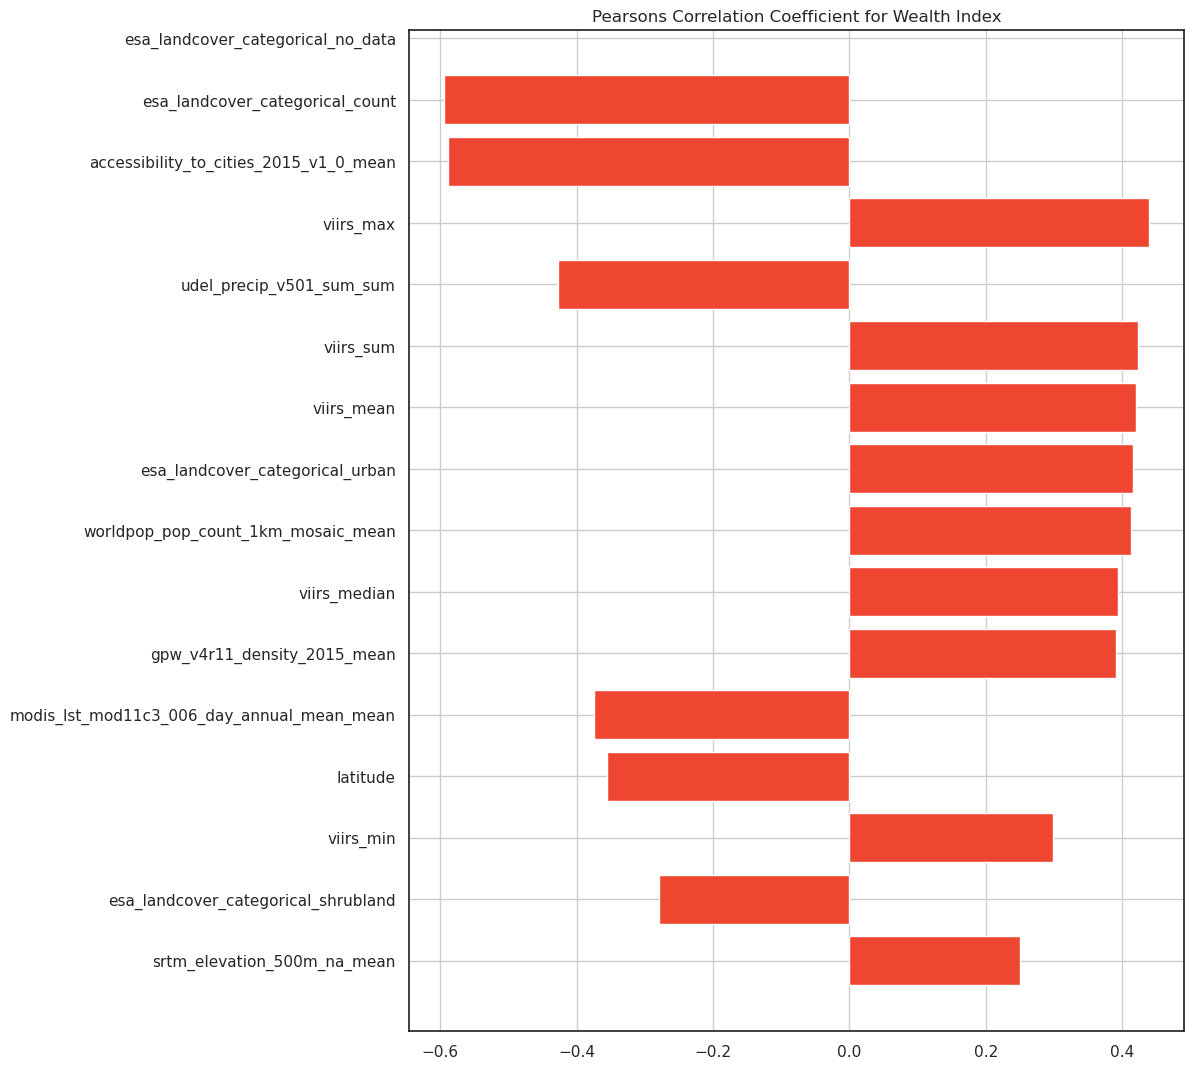 Pearsons Correlation Coefficient for Wealth Index
esa_landcover_categorical_no_data
esa_landcover_categorical_count
accessibility_to_cities_2015_v1_0_mean
viirs_max
udel_precip_v501_sum_sum
viirs_sum
viirs_mean
esa_landcover_categorical_urban
worldpop_pop_count_1km_mosaic_mean
viirs_median
gpw_v4r11_density_2015_mean
modis_lst_mod11c3_006_day_annual_mean_mean
latitude
viirs_min
esa_landcover_categorical_shrubland
srtm_elevation_500m_na_mean
−0.6 −0.4 −0.2 0.0 0.2 0.4